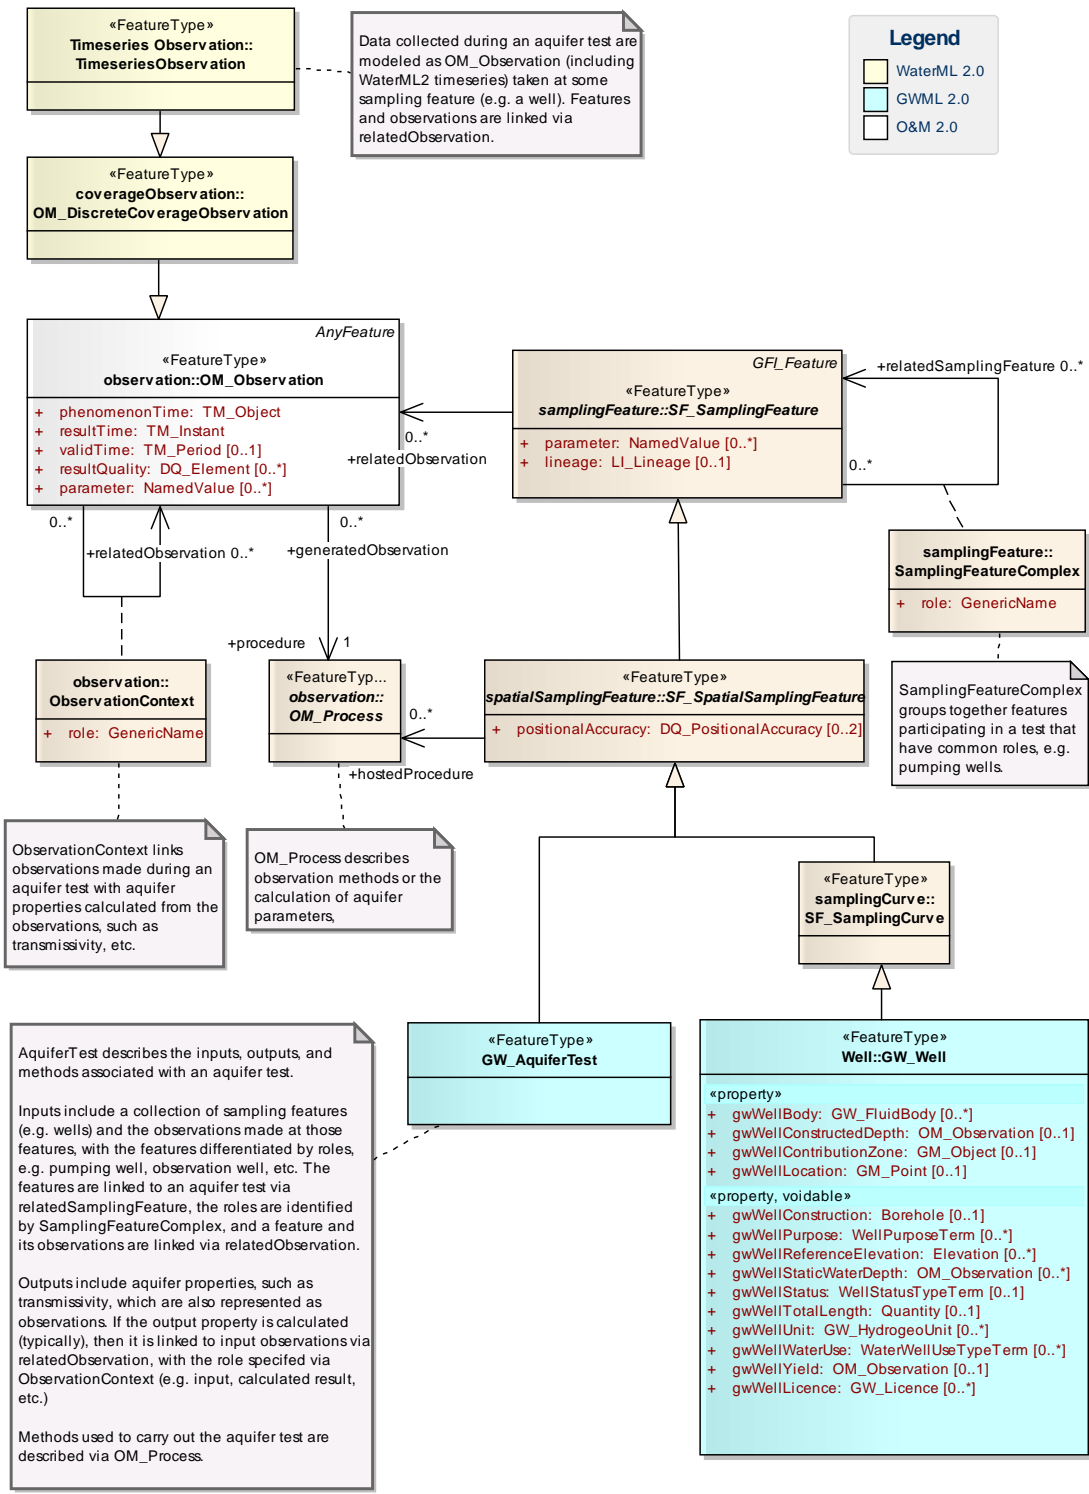 «FeatureType»
Timeseries Observation::
TimeseriesObservation
Data collected during an aquifer test are
modeled as OM_Observation (including
WaterML2 timeseries) taken at some
sampling feature (e.g. a well). Features
and observations are linked via
relatedObservation.
Legend
WaterML 2.0
GWML 2.0
O&M 2.0
«FeatureType»
coverageObservation::
OM_DiscreteCoverageObservation
AnyFeature
«FeatureType»
observation::OM_Observation
+ phenomenonTime: TM_Object
+ resultTime: TM_Instant
+ validTime: TM_Period [0..1]
+ resultQuality: DQ_Element [0..*]
+ parameter: NamedValue [0..*]
GFI_Feature
«FeatureType»
samplingFeature::SF_SamplingFeature
+ parameter: NamedValue [0..*]
+ lineage: LI_Lineage [0..1]
+relatedSamplingFeature 0..*
0..*
0..*
+relatedObservation
0..*
+relatedObservation 0..*
0..*
+generatedObservation
+procedure 1
samplingFeature::
SamplingFeatureComplex
+ role: GenericName
observation::
ObservationContext
+ role: GenericName
«FeatureTyp...
observation::
OM_Process
0..*
+hostedProcedure
«FeatureType»
spatialSamplingFeature::SF_SpatialSamplingFeature
+ positionalAccuracy: DQ_PositionalAccuracy [0..2]
SamplingFeatureComplex
groups together features
participating in a test that
have common roles, e.g.
pumping wells.
ObservationContext links
observations made during an
aquifer test with aquifer
properties calculated from the
observations, such as
transmissivity, etc.
OM_Process describes
observation methods or the
calculation of aquifer
parameters,
«FeatureType»
samplingCurve::
SF_SamplingCurve
AquiferTest describes the inputs, outputs, and
methods associated with an aquifer test.
Inputs include a collection of sampling features
(e.g. wells) and the observations made at those
features, with the features differentiated by roles,
e.g. pumping well, observation well, etc. The
features are linked to an aquifer test via
relatedSamplingFeature, the roles are identified
by SamplingFeatureComplex, and a feature and
its observations are linked via relatedObservation.
Outputs include aquifer properties, such as
transmissivity, which are also represented as
observations. If the output property is calculated
(typically), then it is linked to input observations via
relatedObservation, with the role specifed via
ObservationContext (e.g. input, calculated result,
etc.)
Methods used to carry out the aquifer test are
described via OM_Process.
«FeatureType»
GW_AquiferTest
«FeatureType»
Well::GW_Well
«property»
+ gwWellBody: GW_FluidBody [0..*]
+ gwWellConstructedDepth: OM_Observation [0..1]
+ gwWellContributionZone: GM_Object [0..1]
+ gwWellLocation: GM_Point [0..1]
«property, voidable»
+ gwWellConstruction: Borehole [0..1]
+ gwWellPurpose: WellPurposeTerm [0..*]
+ gwWellReferenceElevation: Elevation [0..*]
+ gwWellStaticWaterDepth: OM_Observation [0..*]
+ gwWellStatus: WellStatusTypeTerm [0..1]
+ gwWellTotalLength: Quantity [0..1]
+ gwWellUnit: GW_HydrogeoUnit [0..*]
+ gwWellWaterUse: WaterWellUseTypeTerm [0..*]
+ gwWellYield: OM_Observation [0..1]
+ gwWellLicence: GW_Licence [0..*]